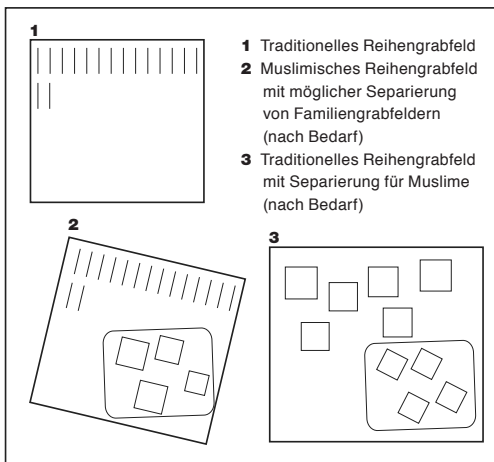 1
1 Traditionelles Reihengrabfeld
2 Muslimisches Reihengrabfeld
mit möglicher Separierung
von Familiengrabfeldern
(nach Bedarf)
3 Traditionelles Reihengrabfeld
mit Separierung für Muslime
(nach Bedarf)
2
3